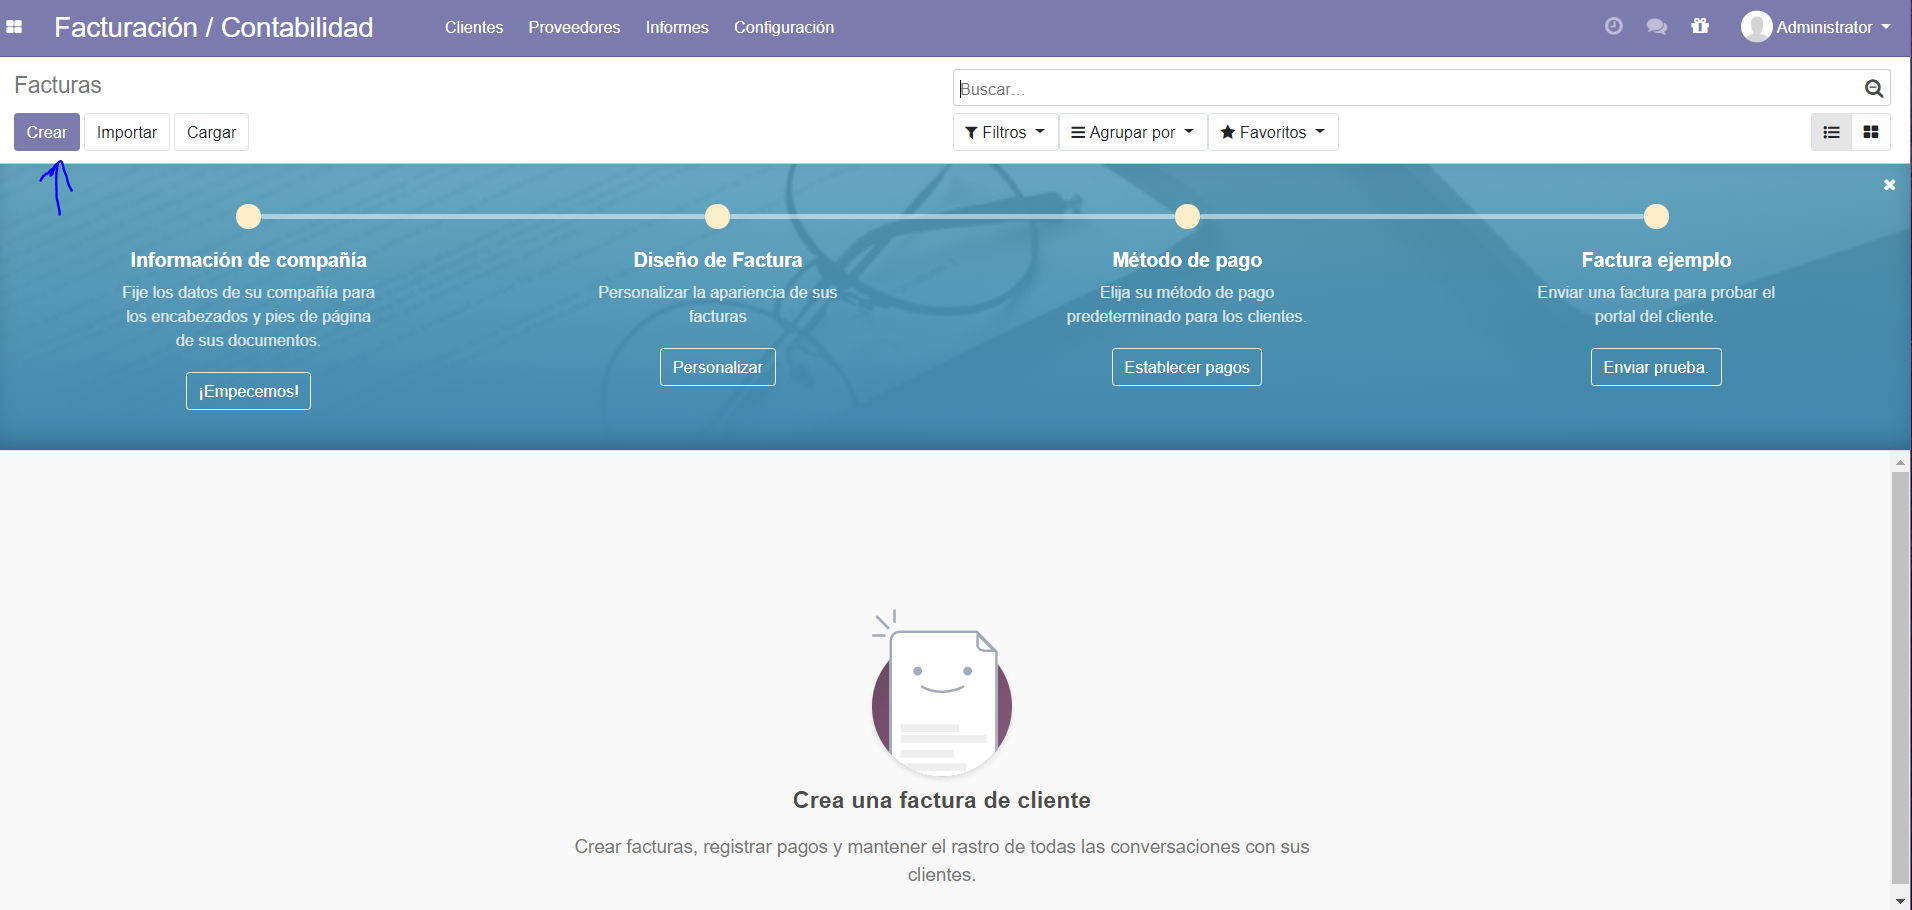 Facturación / Contabilidad
Clientes
Proveedores
Informes
Configuración
Administrator
Facturas
Buscar...
Crear
Importar
Cargar
Filtros
Agrupar por
Favoritos
Información de compañía
Fije los datos de su compañía para
los encabezados y pies de página
de sus documentos.
¡Empecemos!
Diseño de Factura
Personalizar la apariencia de sus
facturas
Personalizar
Método de pago
Elija su método de pago
predeterminado para los clientes.
Establecer pagos
Factura ejemplo
Enviar una factura para probar el
portal del cliente.
Enviar prueba.
Crea una factura de cliente
Crear facturas, registrar pagos y mantener el rastro de todas las conversaciones con sus
clientes.